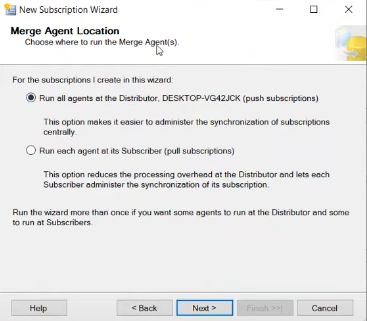 New Subscription Wizard
Merge Agent Location
Choose where to run the Merge Agent(s).
For the subscriptions I create in this wizard:
Run all agents at the Distributor, DESKTOP-VG42JCK (push subscriptions)
This option makes it easier to administer the synchronization of subscriptions
centrally.
Run each agent at its Subscriber (pull subscriptions)
This option reduces the processing overhead at the Distributor and lets each
Subscriber administer the synchronization of its subscription.
Run the wizard more than once if you want some agents to run at the Distributor and some
to run at Subscribers.
Help
< Back
Next >
Finish >>|
Cancel